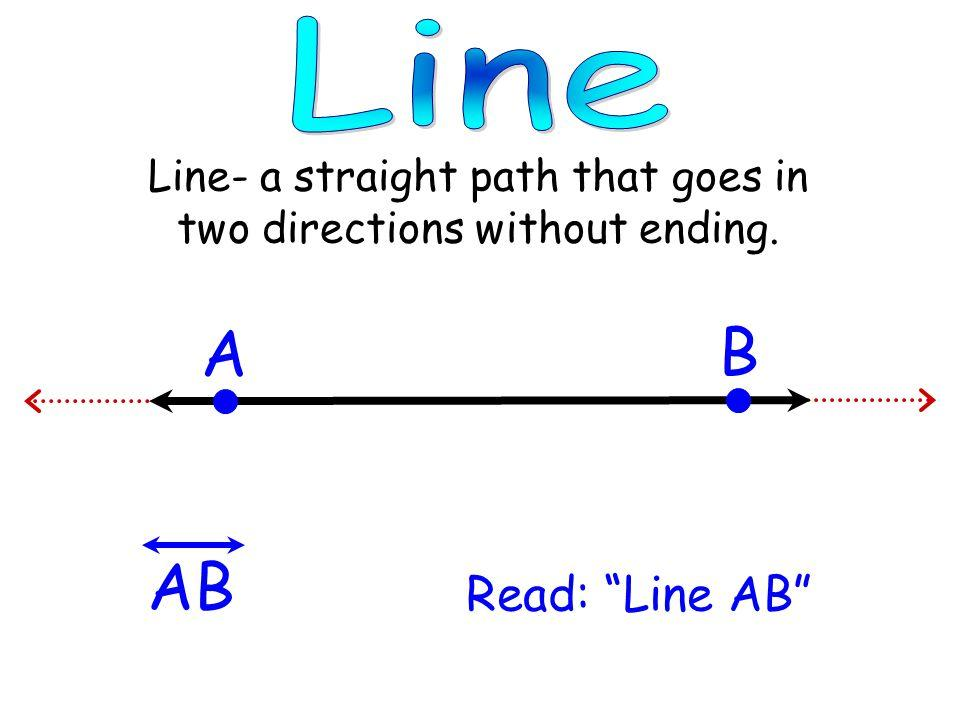 Line
Line- a straight path that goes in
two directions without ending.
A B
AB
Read: “Line AB”